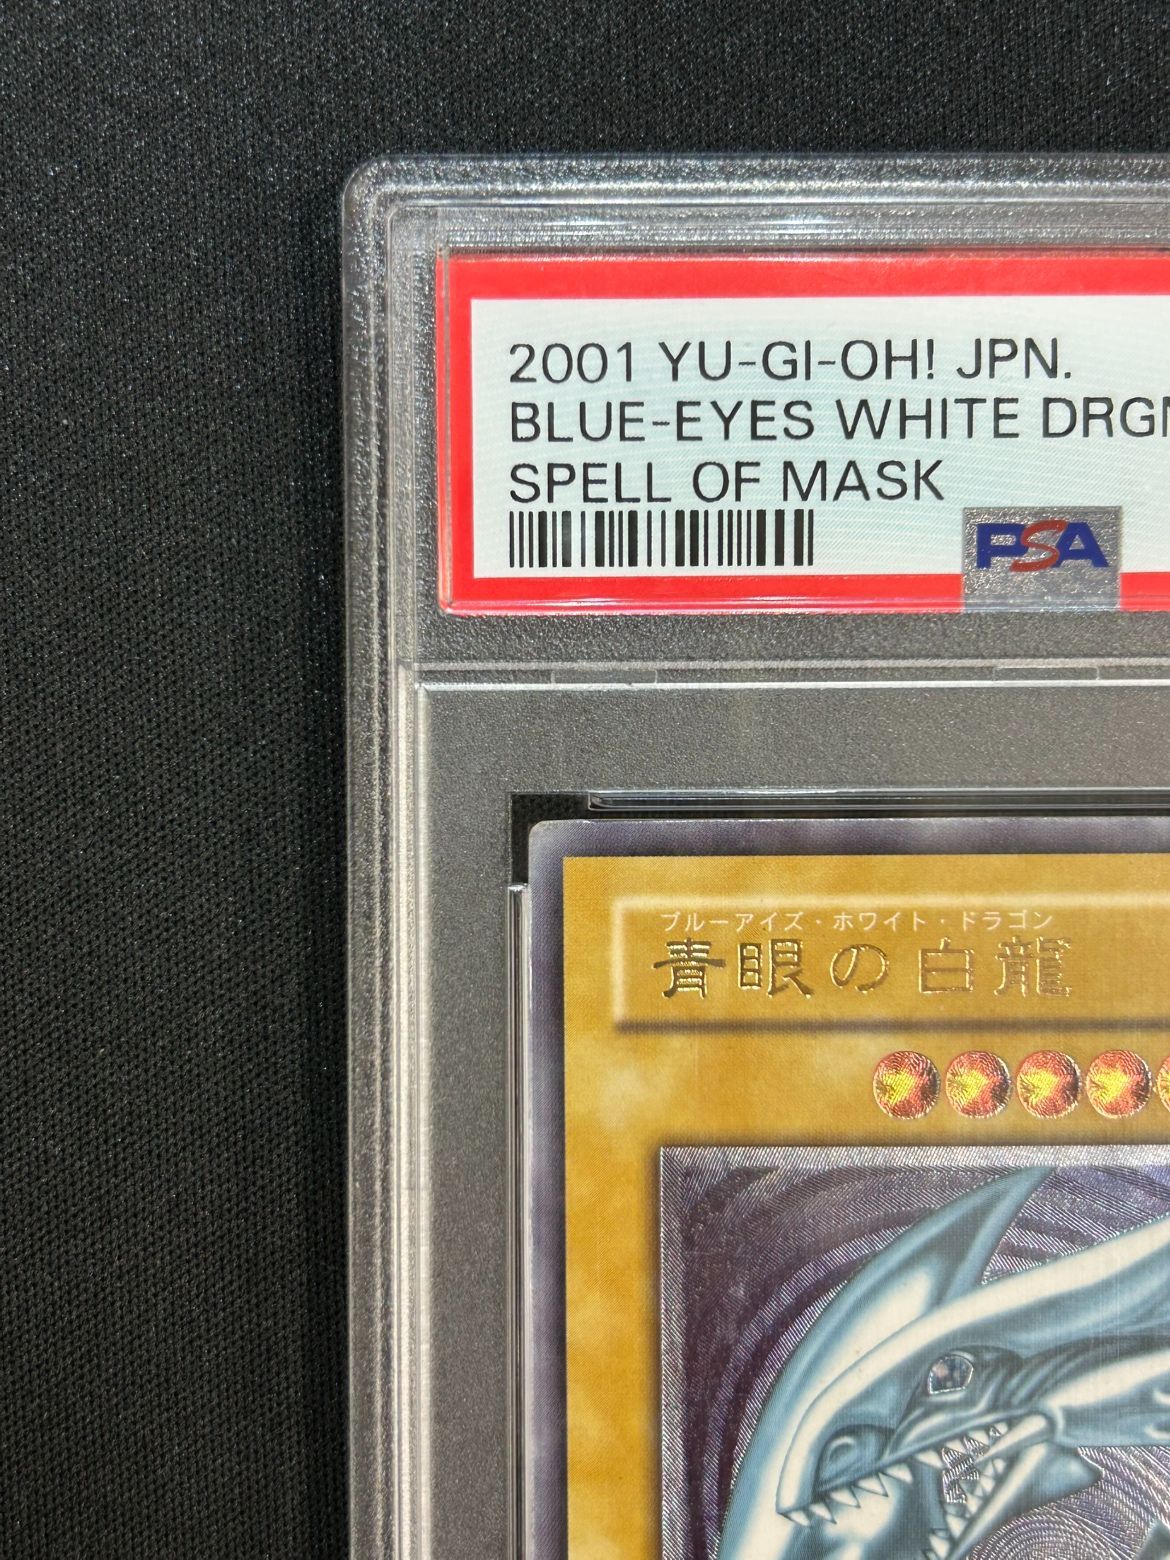 2001 YU-GI-OH! JPN.
BLUE-EYES WHITE DRGN
SPELL OF MASK
PSA
ブルーアイズ・ホワイト・ドラゴン
青眼の白龍